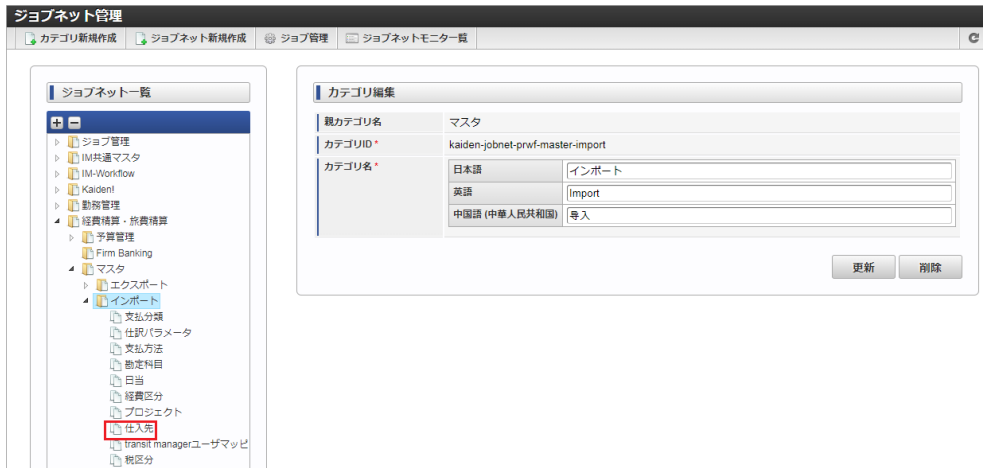 ジョブネット管理
カテゴリ新規作成 ジョブネット新規作成 ジョブ管理 ジョブネットモニター覧
ジョブネット一覧
ジョブ管理
IM共通マスタ
IM-Workflow
Kaiden!
勤務管理
経費積算・旅費積算
予算管理
Firm Banking
マスタ
エクスポート
インポート
支払分類
仕訳パラメータ
支払方法
勘定科目
日当
経費区分
プロジェクト
仕入先
transit managerユーザマッピ
税区分
カテゴリ編集
親カテゴリ名 マスタ
カテゴリID * kaiden-jobnet-prwf-master-import
カテゴリ名 * 日本語 インポート
英語 Import
中国語 (中華人民共和国) 导入
更新 削除